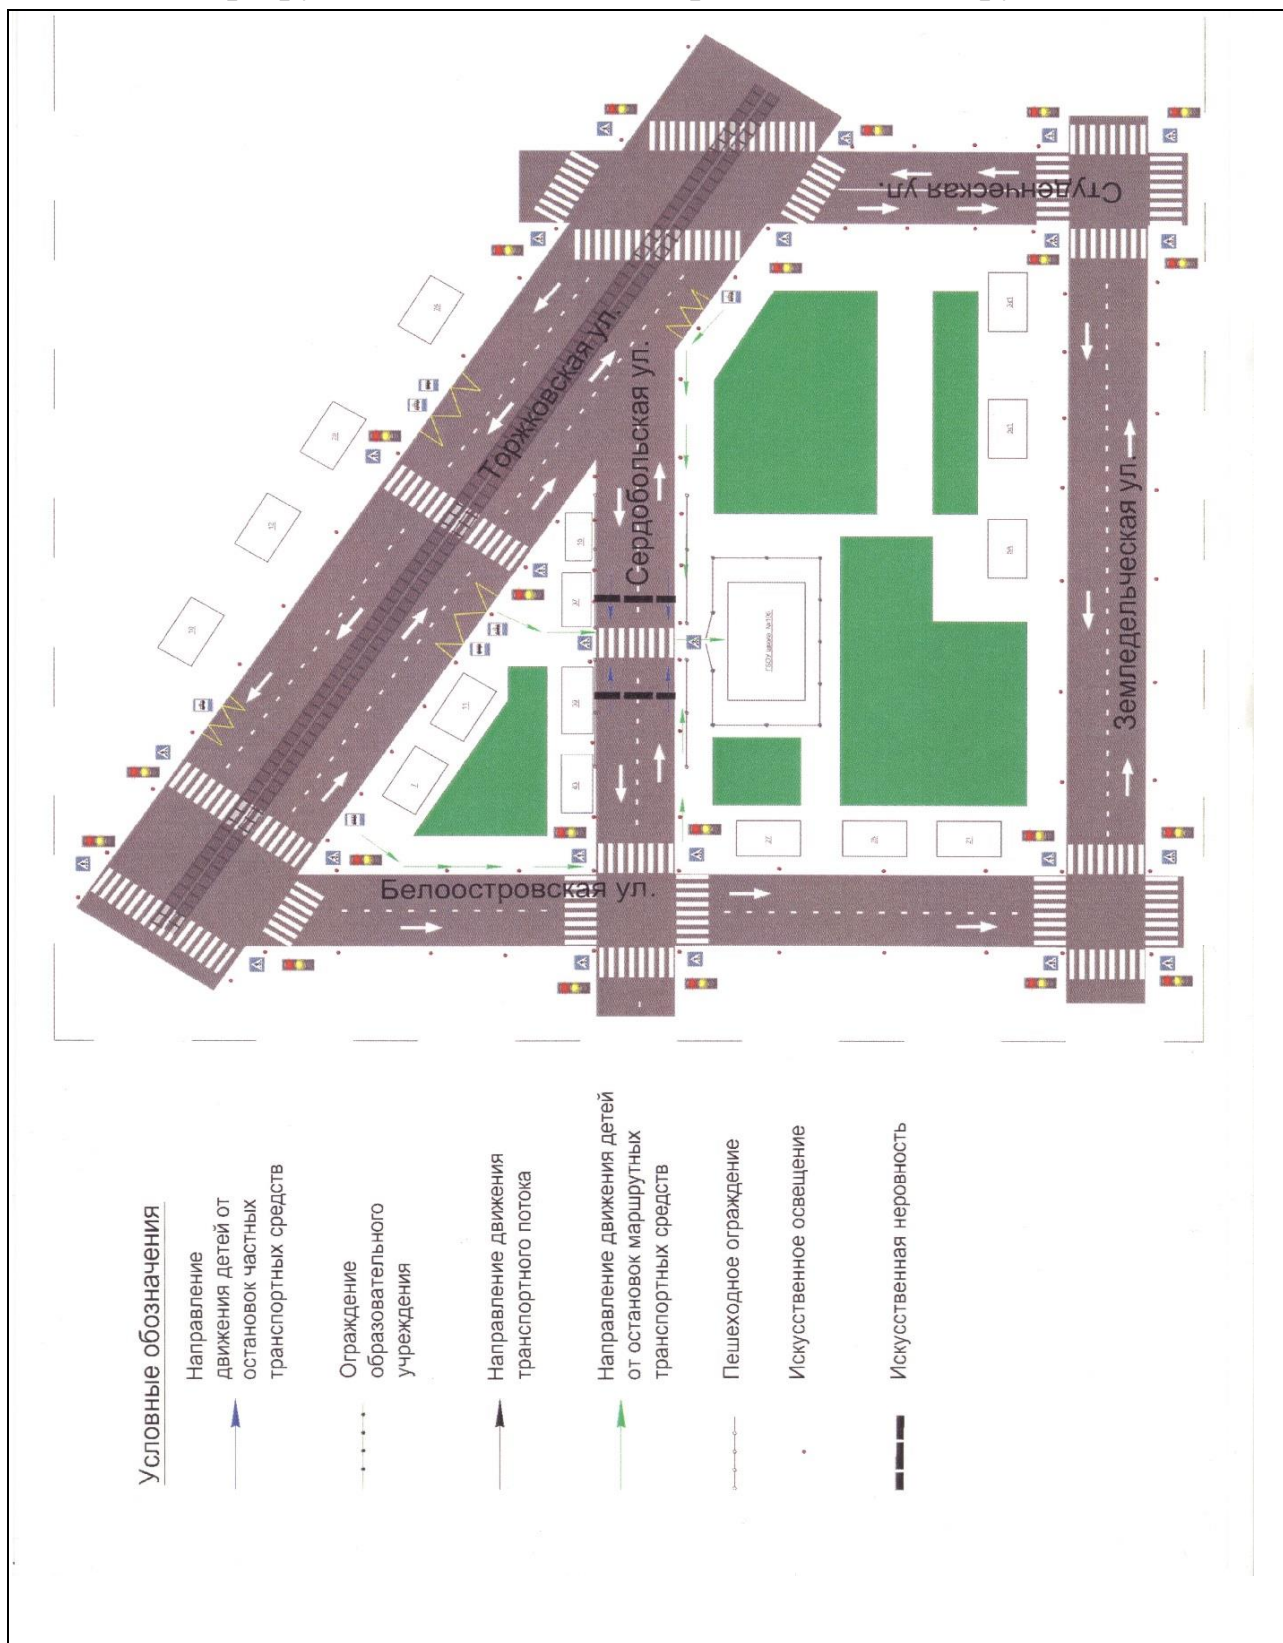 Торжковская ул.
Сердобольская ул.
Студенческая ул.
Белоостровская ул.
Земледельческая ул.
Условные обозначения
Направление
движения детей от
остановок частных
транспортных средств
Ограждение
образовательного
учреждения
Направление движения
транспортного потока
Направление движения детей
от остановок маршрутных
транспортных средств
Пешеходное ограждение
Искусственное освещение
Искусственная неровность